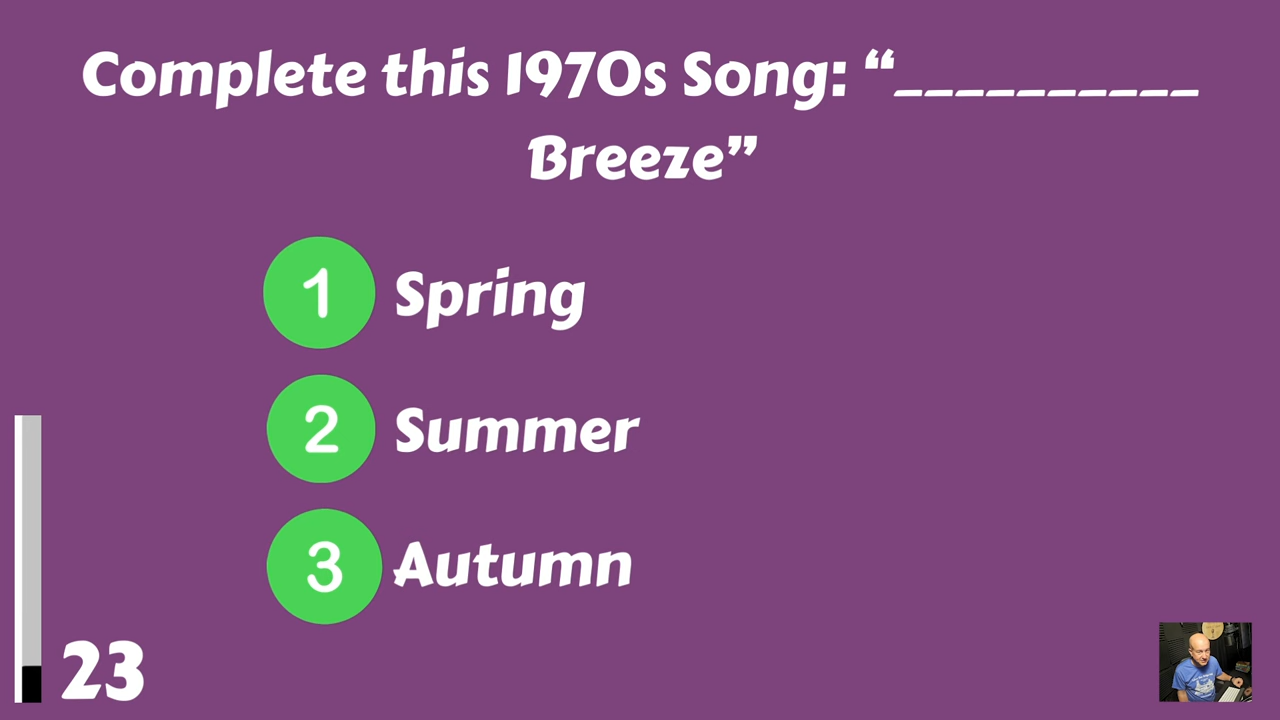 Complete this 1970s Song: “__________
Breeze”
1 Spring
2 Summer
3 Autumn
23